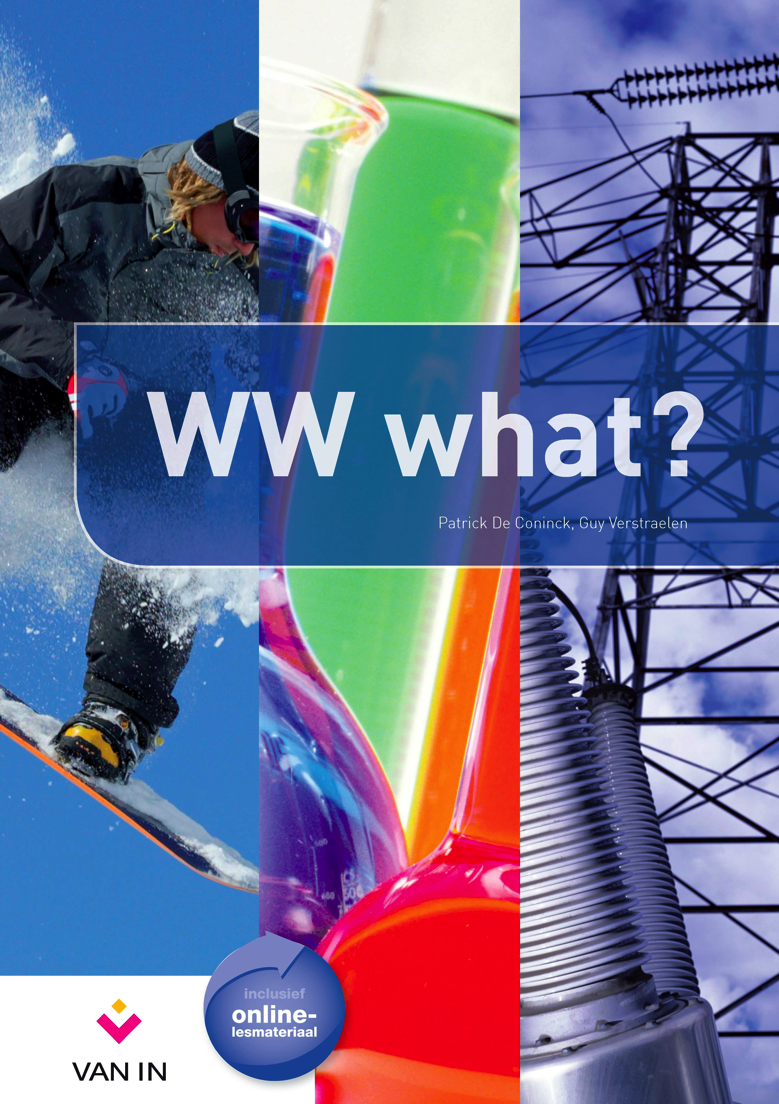 WW what?
Patrick De Coninck, Guy Verstraelen
inclusief
online-
lesmateriaal
VAN IN